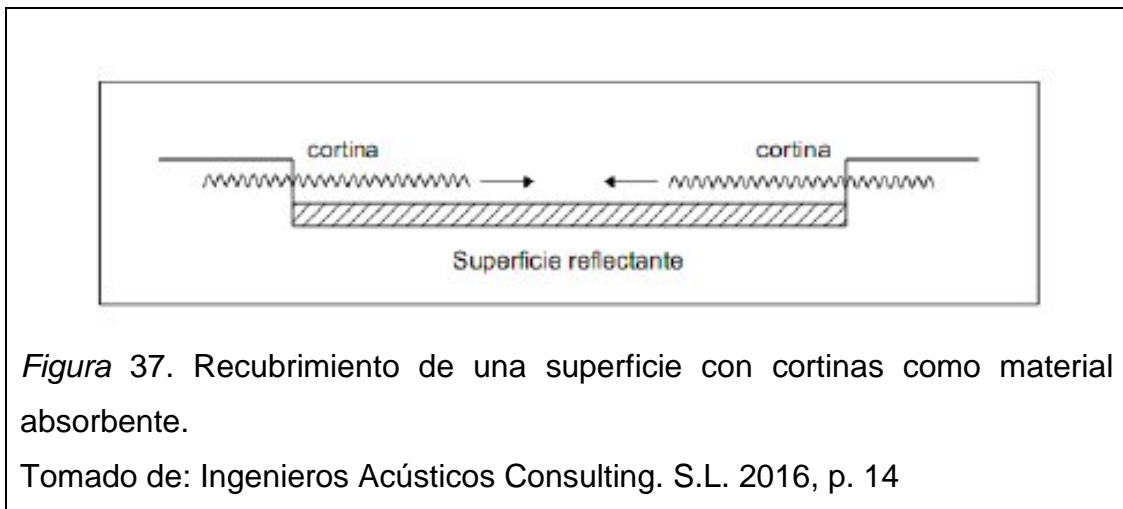 cortina cortina
Superficie reflectante
Figura 37. Recubrimiento de una superficie con cortinas como material
absorbente.
Tomado de: Ingenieros Acústicos Consulting. S.L. 2016, p. 14